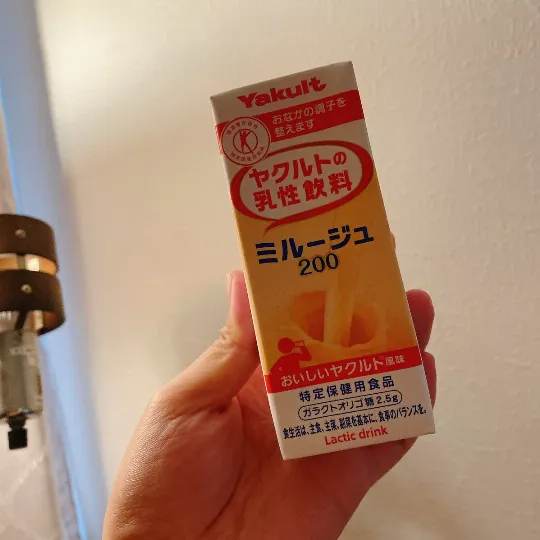 Yakult
おなかの調子を
整えます
ヤクルトの
乳性飲料
ミルージュ
200
おいしいヤクルト風味
特定保健用食品
ガラクトオリゴ糖 2.5g
食生活は、主食、主菜、副菜を基本に、食事のバランスを。
Lactic drink